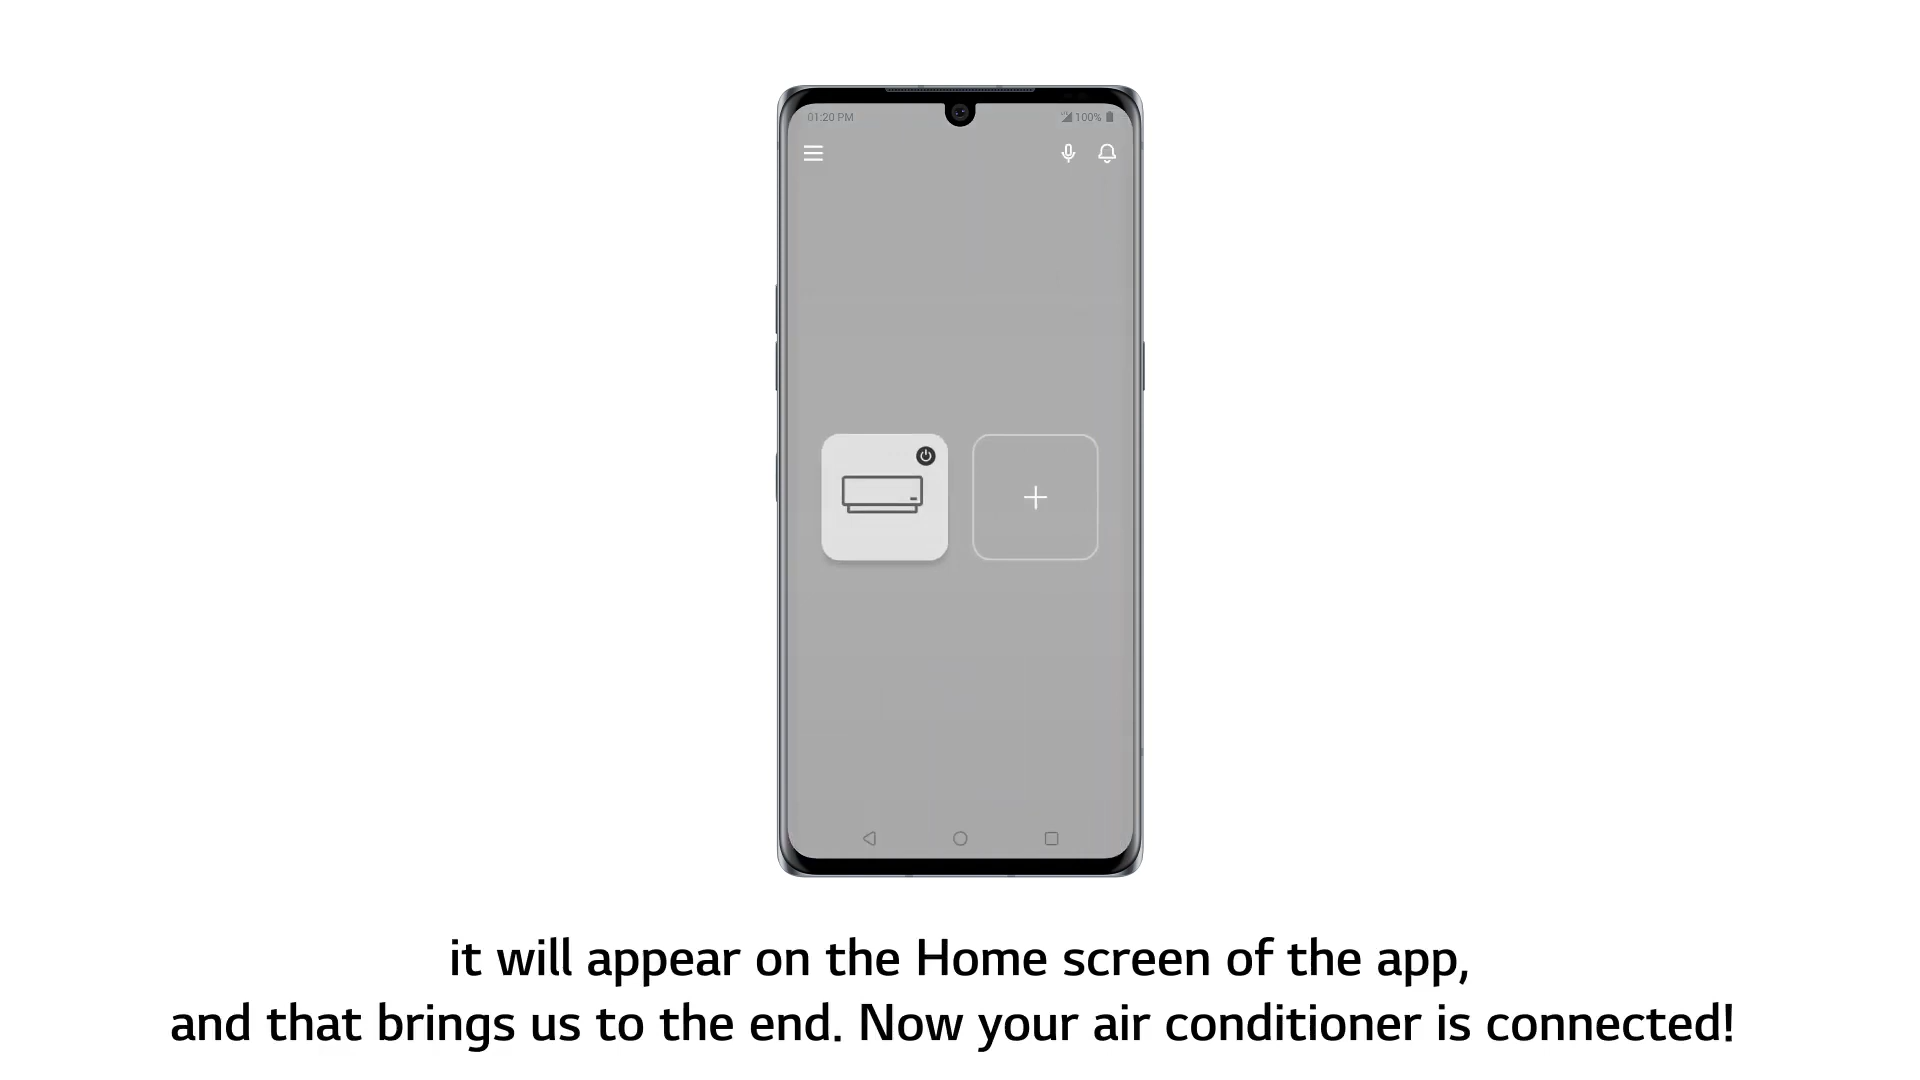 01:20 PM
100%
it will appear on the Home screen of the app,
and that brings us to the end. Now your air conditioner is connected!